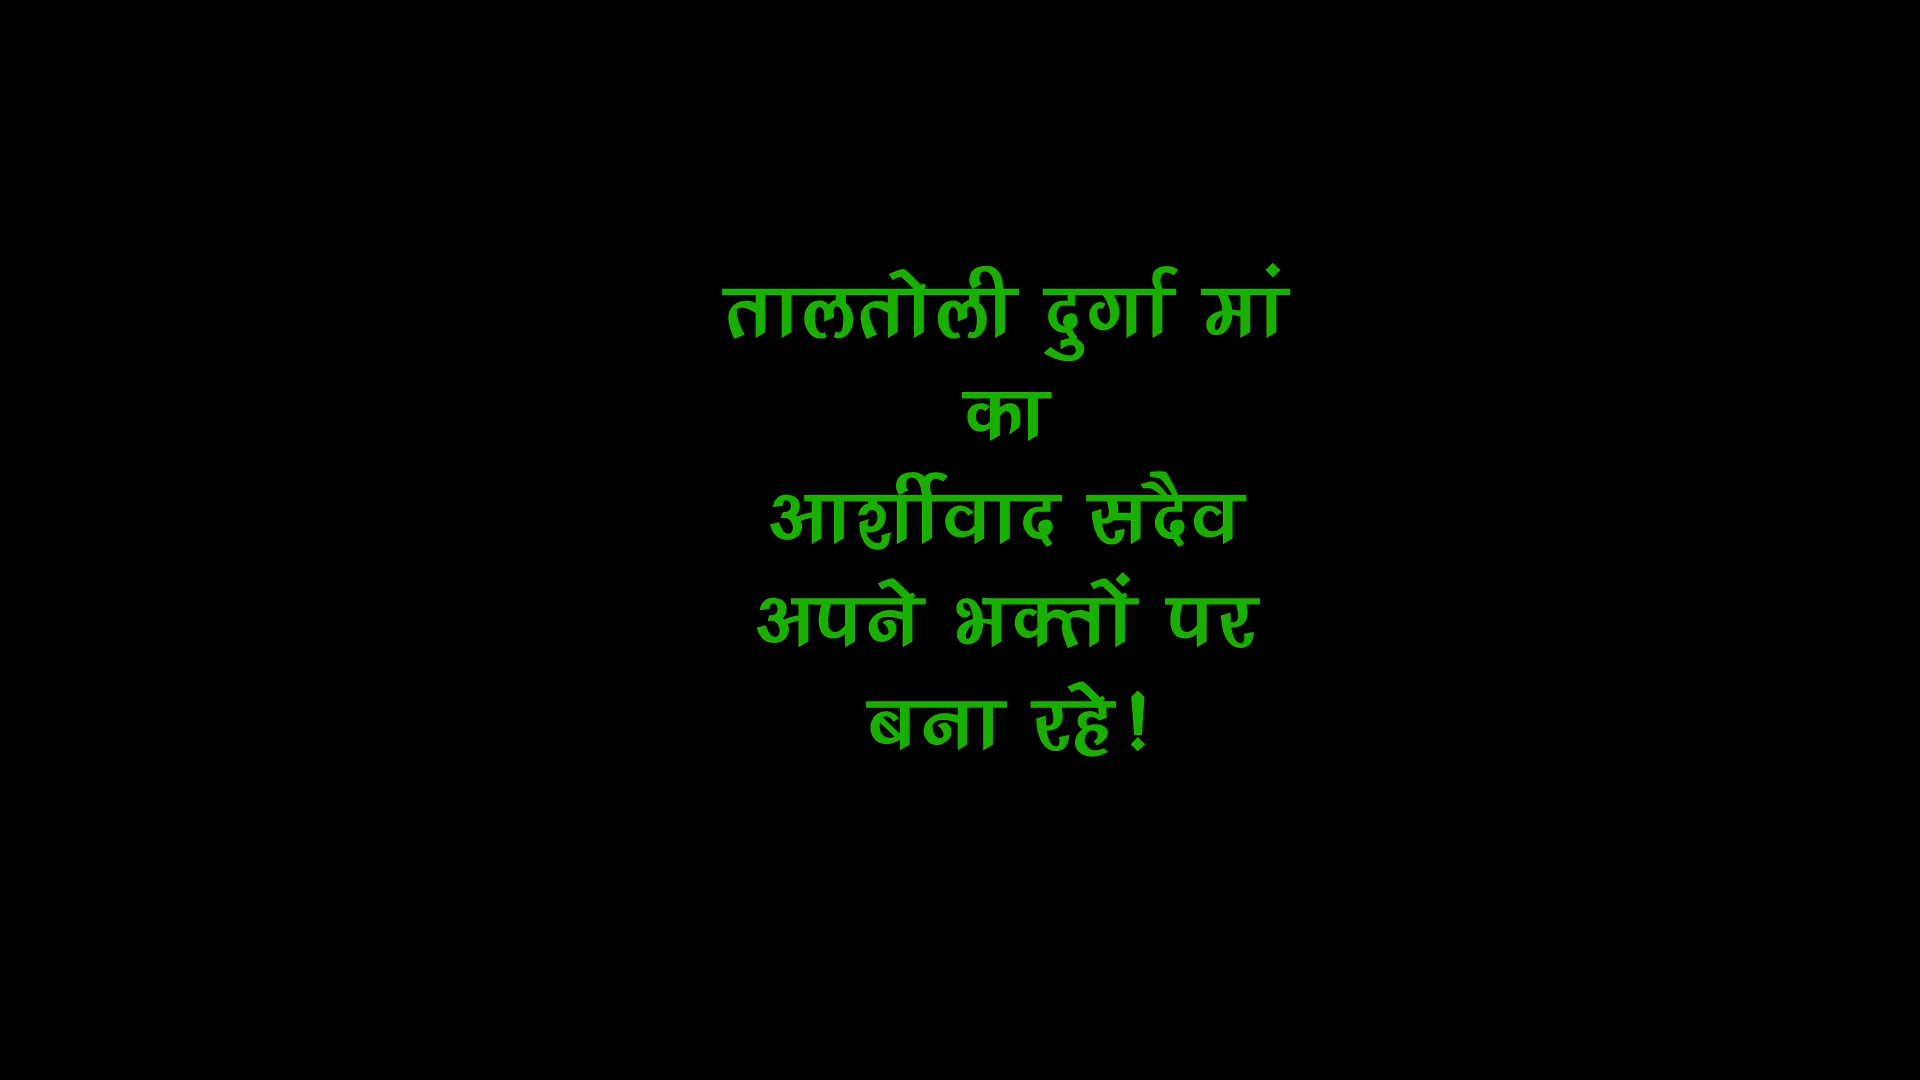 तालतोली दुर्गा मां
का
आर्शीवाद सदैव
अपने भक्तों पर
बना रहे!